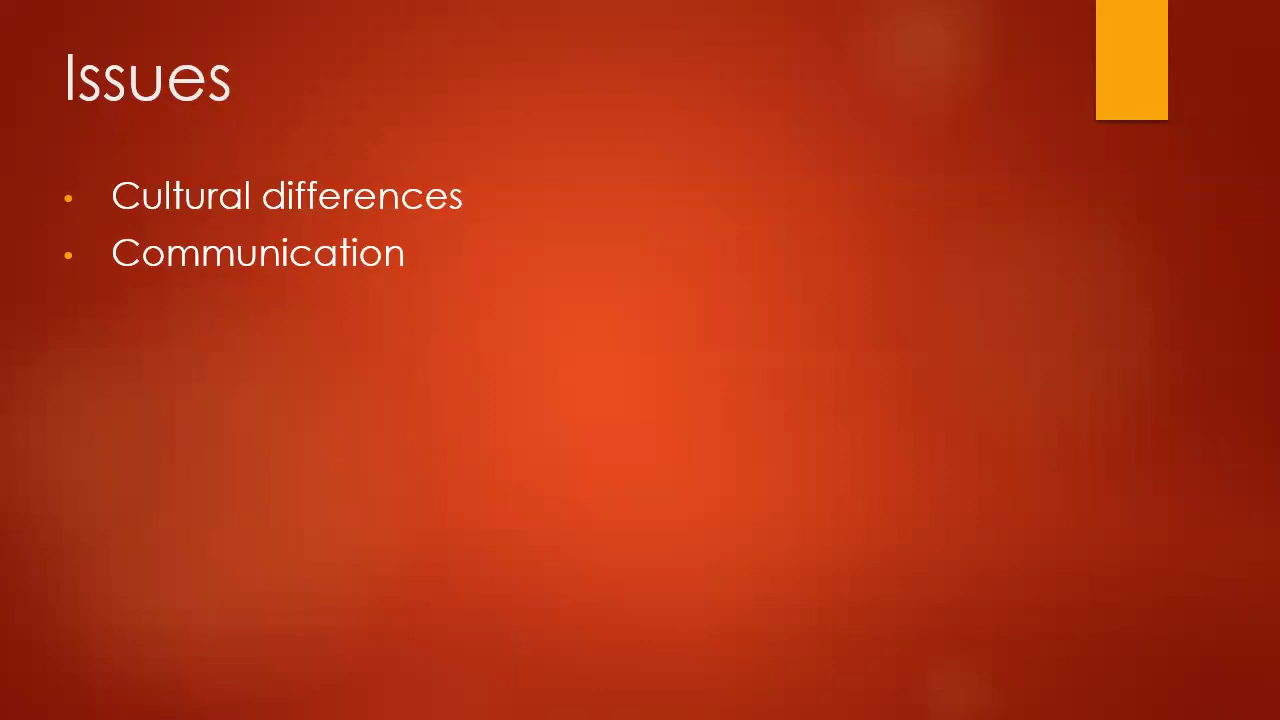 Issues
• Cultural differences
• Communication